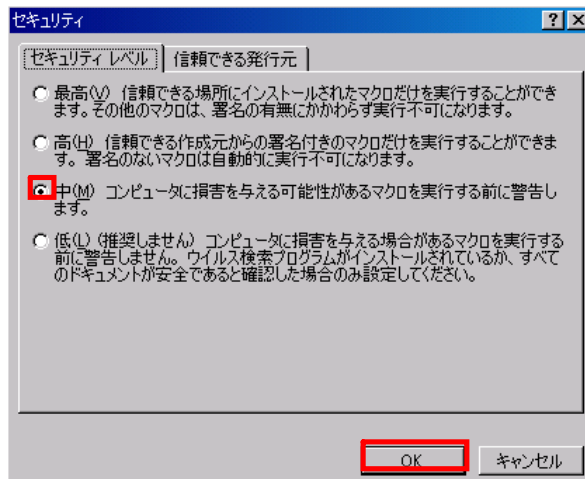 セキュリティ
セキュリティ レベル 信頼できる発行元
最高(V) 信頼できる場所にインストールされたマクロだけを実行することができ
ます。その他のマクロは、署名の有無にかかわらず実行不可になります。
高(H) 信頼できる作成元からの署名付きのマクロだけを実行することができま
す。 署名のないマクロは自動的に実行不可になります。
中(M) コンピュータに損害を与える可能性があるマクロを実行する前に警告し
ます。
低(L) (推奨しません) コンピュータに損害を与える場合があるマクロを実行する
前に警告しません。ウイルス検索プログラムがインストールされているか、すべて
のドキュメントが安全であると確認した場合のみ設定してください。
OK キャンセル